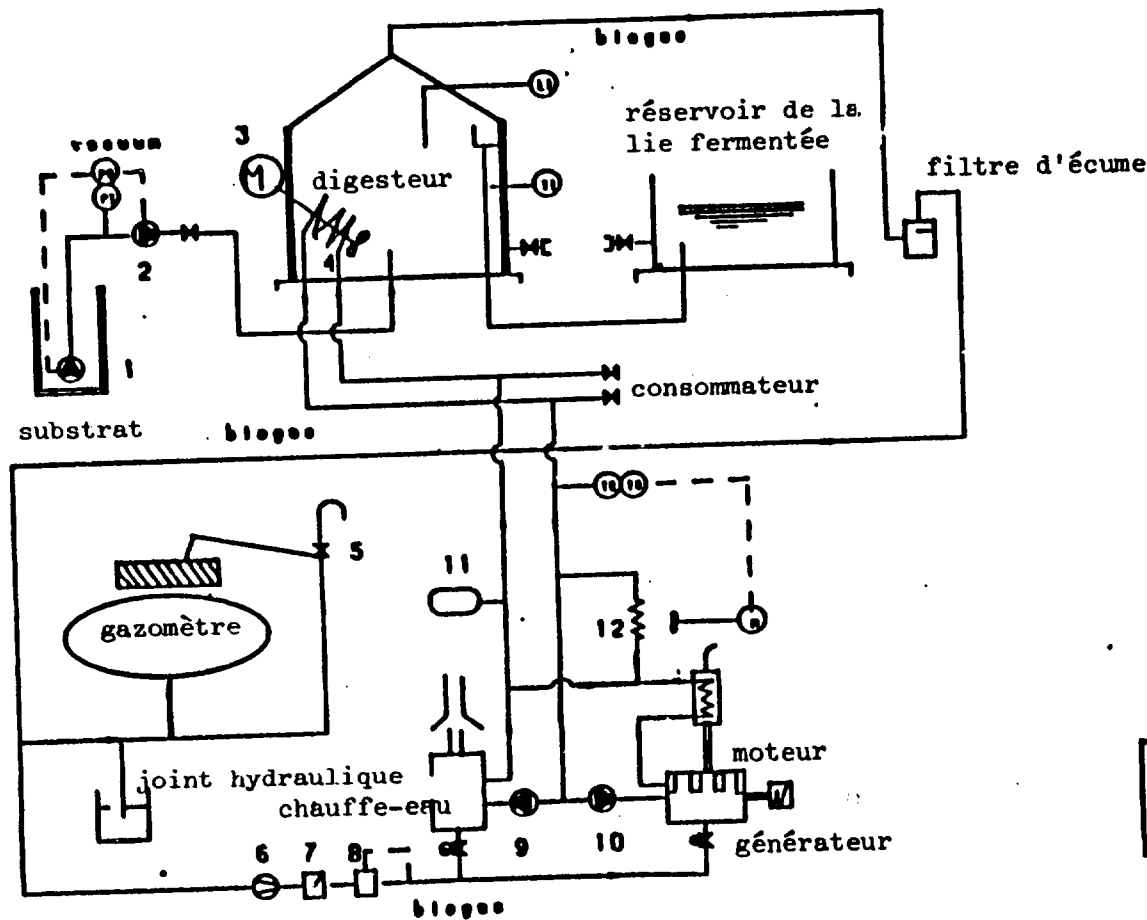 biogas
réservoir de la
lie fermentée
3
M
vacuum
digesteur
filtre d'écume
2
4
1
consommateur
substrat
biogas
5
11
gazomètre
12
moteur
joint hydraulique
chauffe-eau
générateur
6
7
8
9
10
biogas